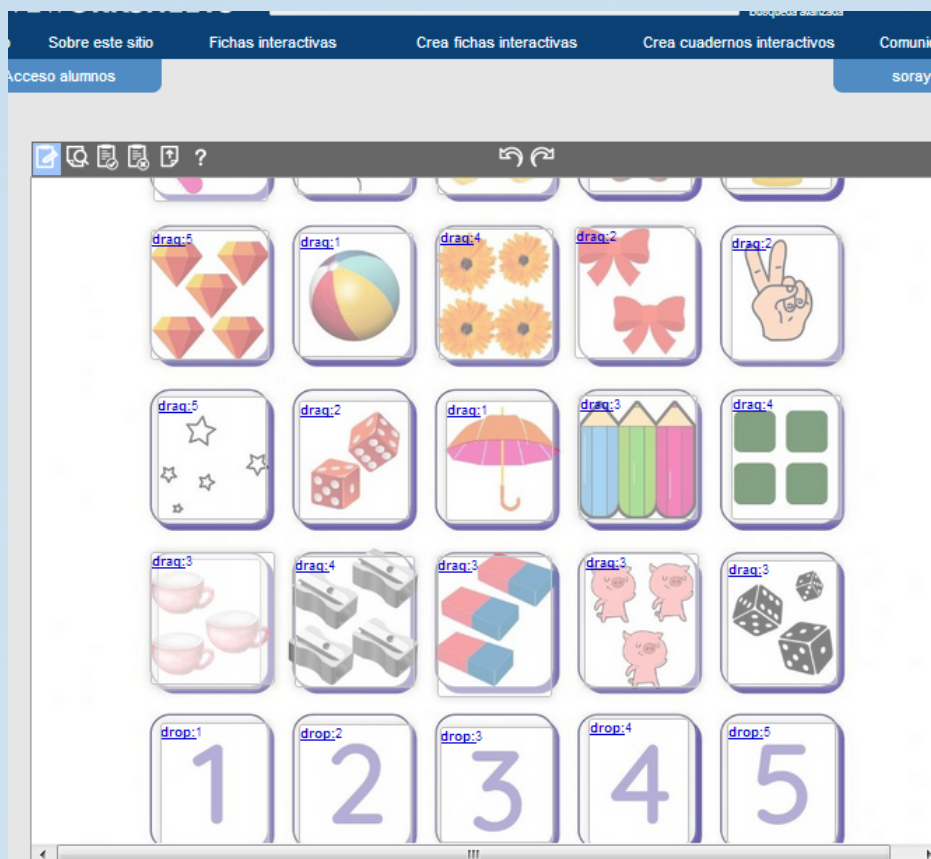 Búsqueda avanzada
Sobre este sitio Fichas interactivas Crea fichas interactivas Crea cuadernos interactivos
Acceso alumnos
?
drag:5 drag:1 drag:4 drag:2 drag:2
drag:5 drag:2 drag:1 drag:3 drag:4
drag:3 drag:4 drag:3 drag:3 drag:3
drop:1 drop:2 drop:3 drop:4 drop:5
1 2 3 4 5